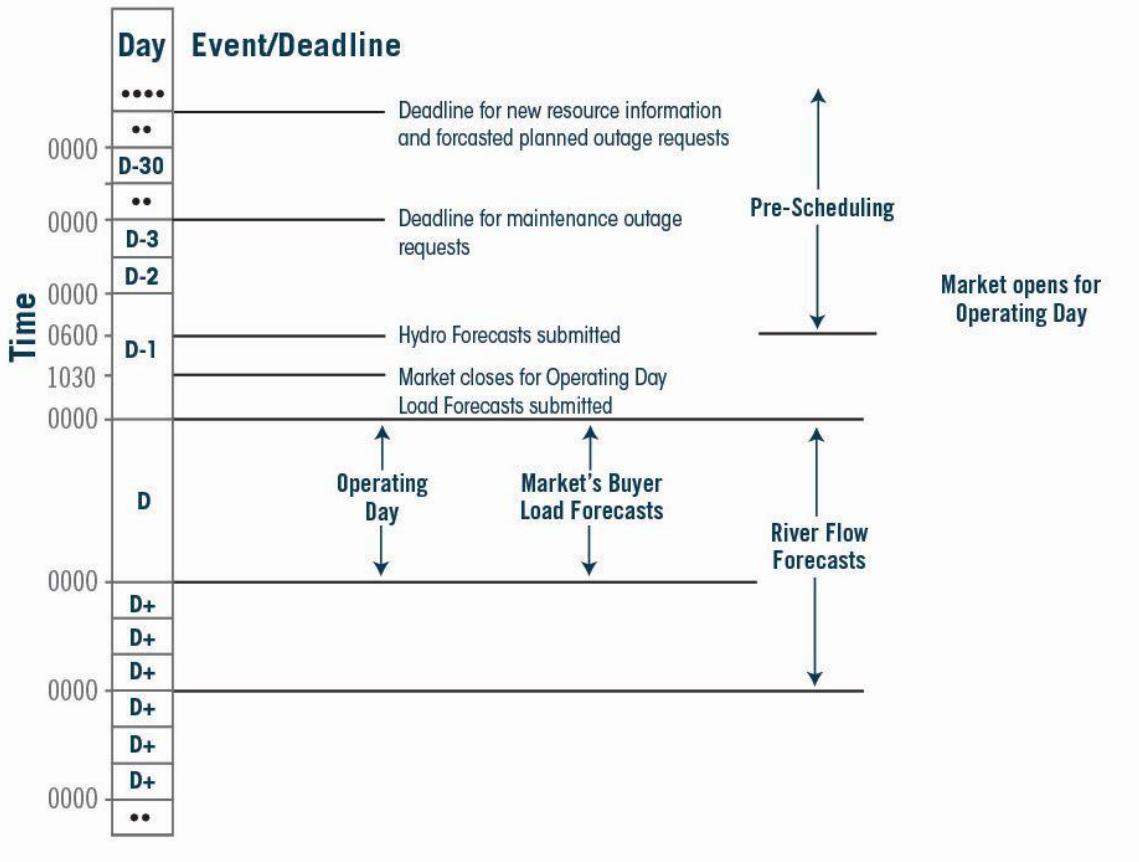 Day Event/Deadline
••••
Deadline for new resource information
and forcasted planned outage requests
••
0000
D-30
••
0000
Deadline for maintenance outage
requests
D-3
Pre-Scheduling
D-2
0000
Market opens for
Operating Day
Time
0600
Hydro Forecasts submitted
D-1
1030
Market closes for Operating Day
Load Forecasts submitted
0000
D
Operating
Day
Market's Buyer
Load Forecasts
River Flow
Forecasts
0000
D+
D+
D+
0000
D+
D+
D+
0000
••